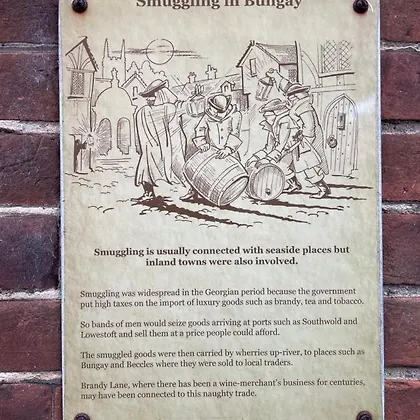 Smuggling in Bungay
Smuggling is usually connected with seaside places but
inland towns were also involved.
Smuggling was widespread in the Georgian period because the government
put high taxes on the import of luxury goods such as brandy, tea and tobacco.
So bands of men would seize goods arriving at ports such as Southwold and
Lowestoft and sell them at a price people could afford.
The smuggled goods were then carried by wherries up-river, to places such as
Bungay and Beccles where they were sold to local traders.
Brandy Lane, where there has been a wine-merchant's business for centuries,
may have been connected to this naughty trade.